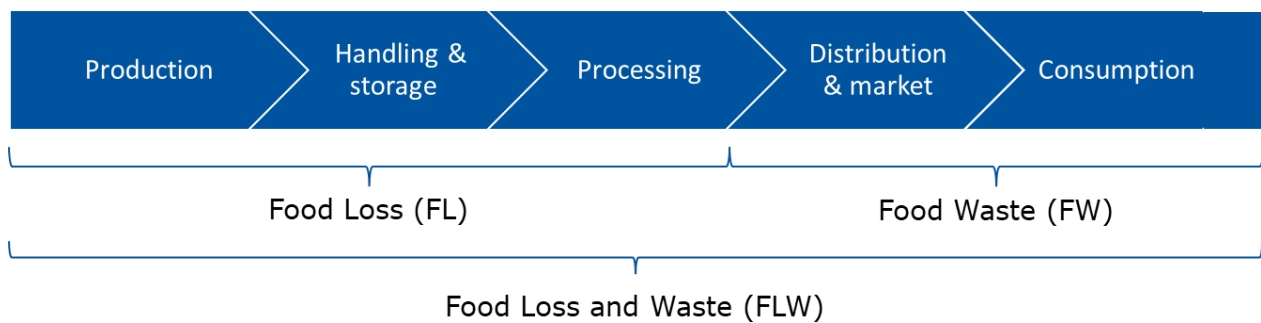 Production
Handling &
storage
Processing
Distribution
& market
Consumption
Food Loss (FL)
Food Waste (FW)
Food Loss and Waste (FLW)